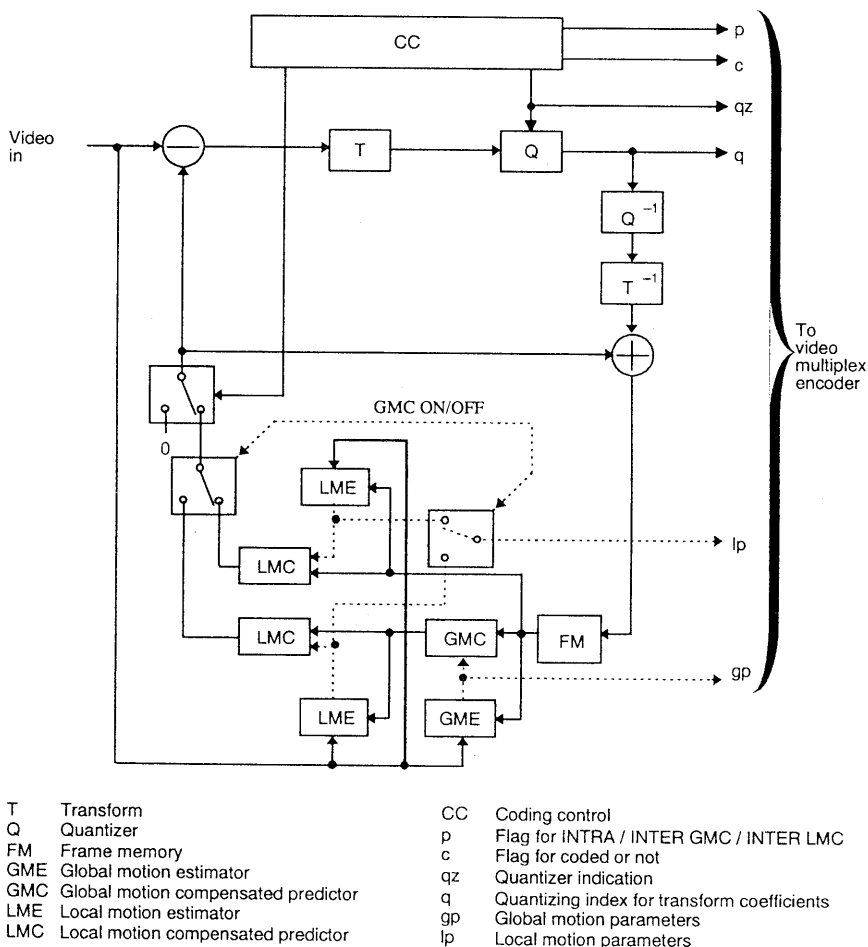 CC
p
c
qz
Video
in
T
Q
q
Q -1
T -1
To
video
multiplex
encoder
GMC ON/OFF
0
LME
LMC
lp
LMC
GMC
FM
gp
LME
GME
T Transform
Q Quantizer
FM Frame memory
GME Global motion estimator
GMC Global motion compensated predictor
LME Local motion estimator
LMC Local motion compensated predictor
CC Coding control
p Flag for INTRA / INTER GMC / INTER LMC
c Flag for coded or not
qz Quantizer indication
q Quantizing index for transform coefficients
gp Global motion parameters
lp Local motion parameters